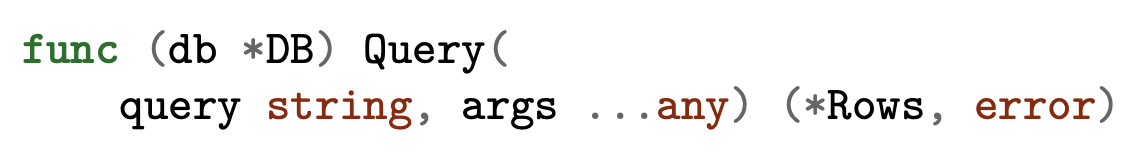 func (db *DB) Query(
    query string, args ...any) (*Rows, error)